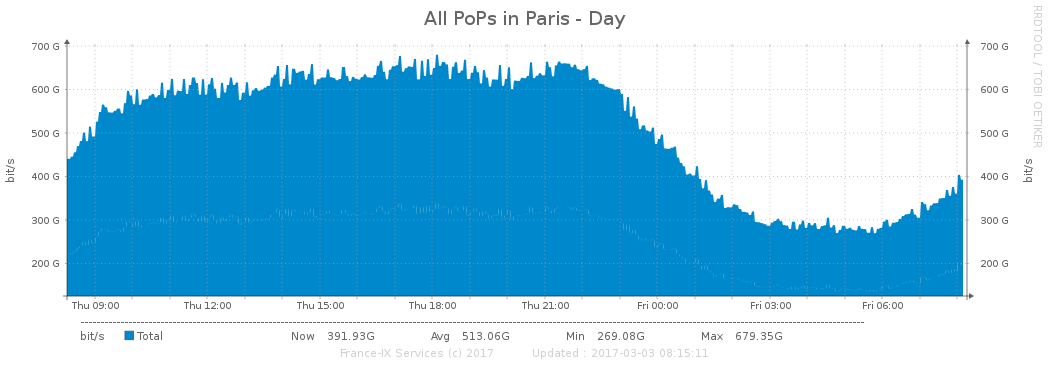 All PoPs in Paris - Day
RRDTOOL / TOBI OETIKER
700 G 700 G
600 G 600 G
500 G 500 G
400 G 400 G
300 G 300 G
200 G 200 G
bit/s bit/s
Thu 09:00 Thu 12:00 Thu 15:00 Thu 18:00 Thu 21:00 Fri 00:00 Fri 03:00 Fri 06:00
bit/s Total Now 391.93G Avg 513.06G Min 269.08G Max 679.35G
France-IX Services (c) 2017 Updated : 2017-03-03 08:15:11